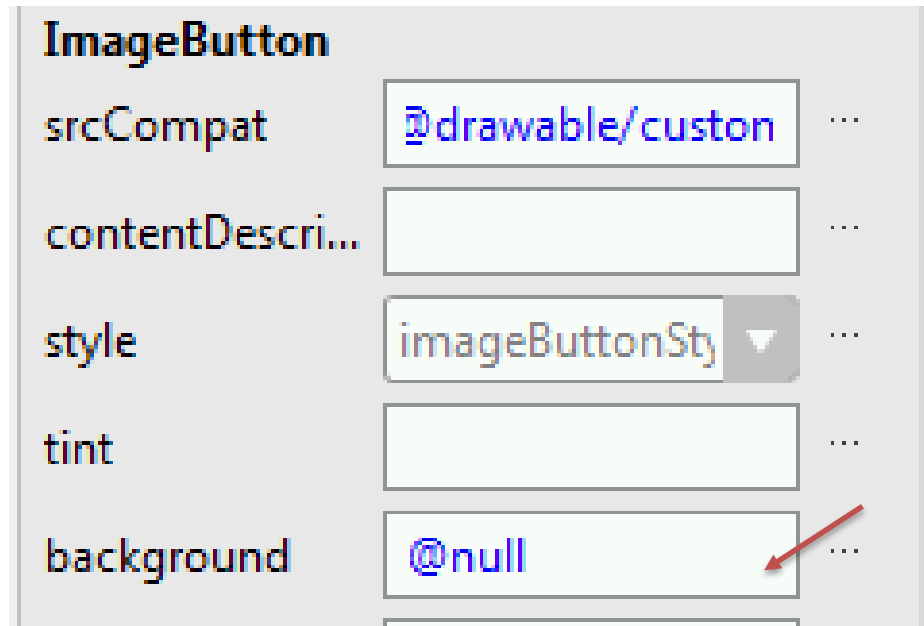 ImageButton
srcCompat @drawable/custon
...
contentDescri...
...
style imageButtonSty
...
tint
...
background @null
...